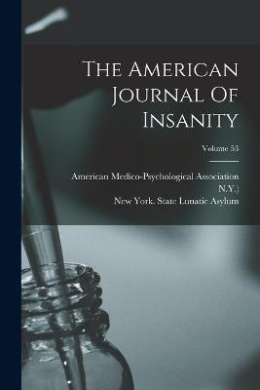 The American
Journal Of
Insanity
Volume 53
American Medico-Psychological Association
N.Y.)
New York. State Lunatic Asylum